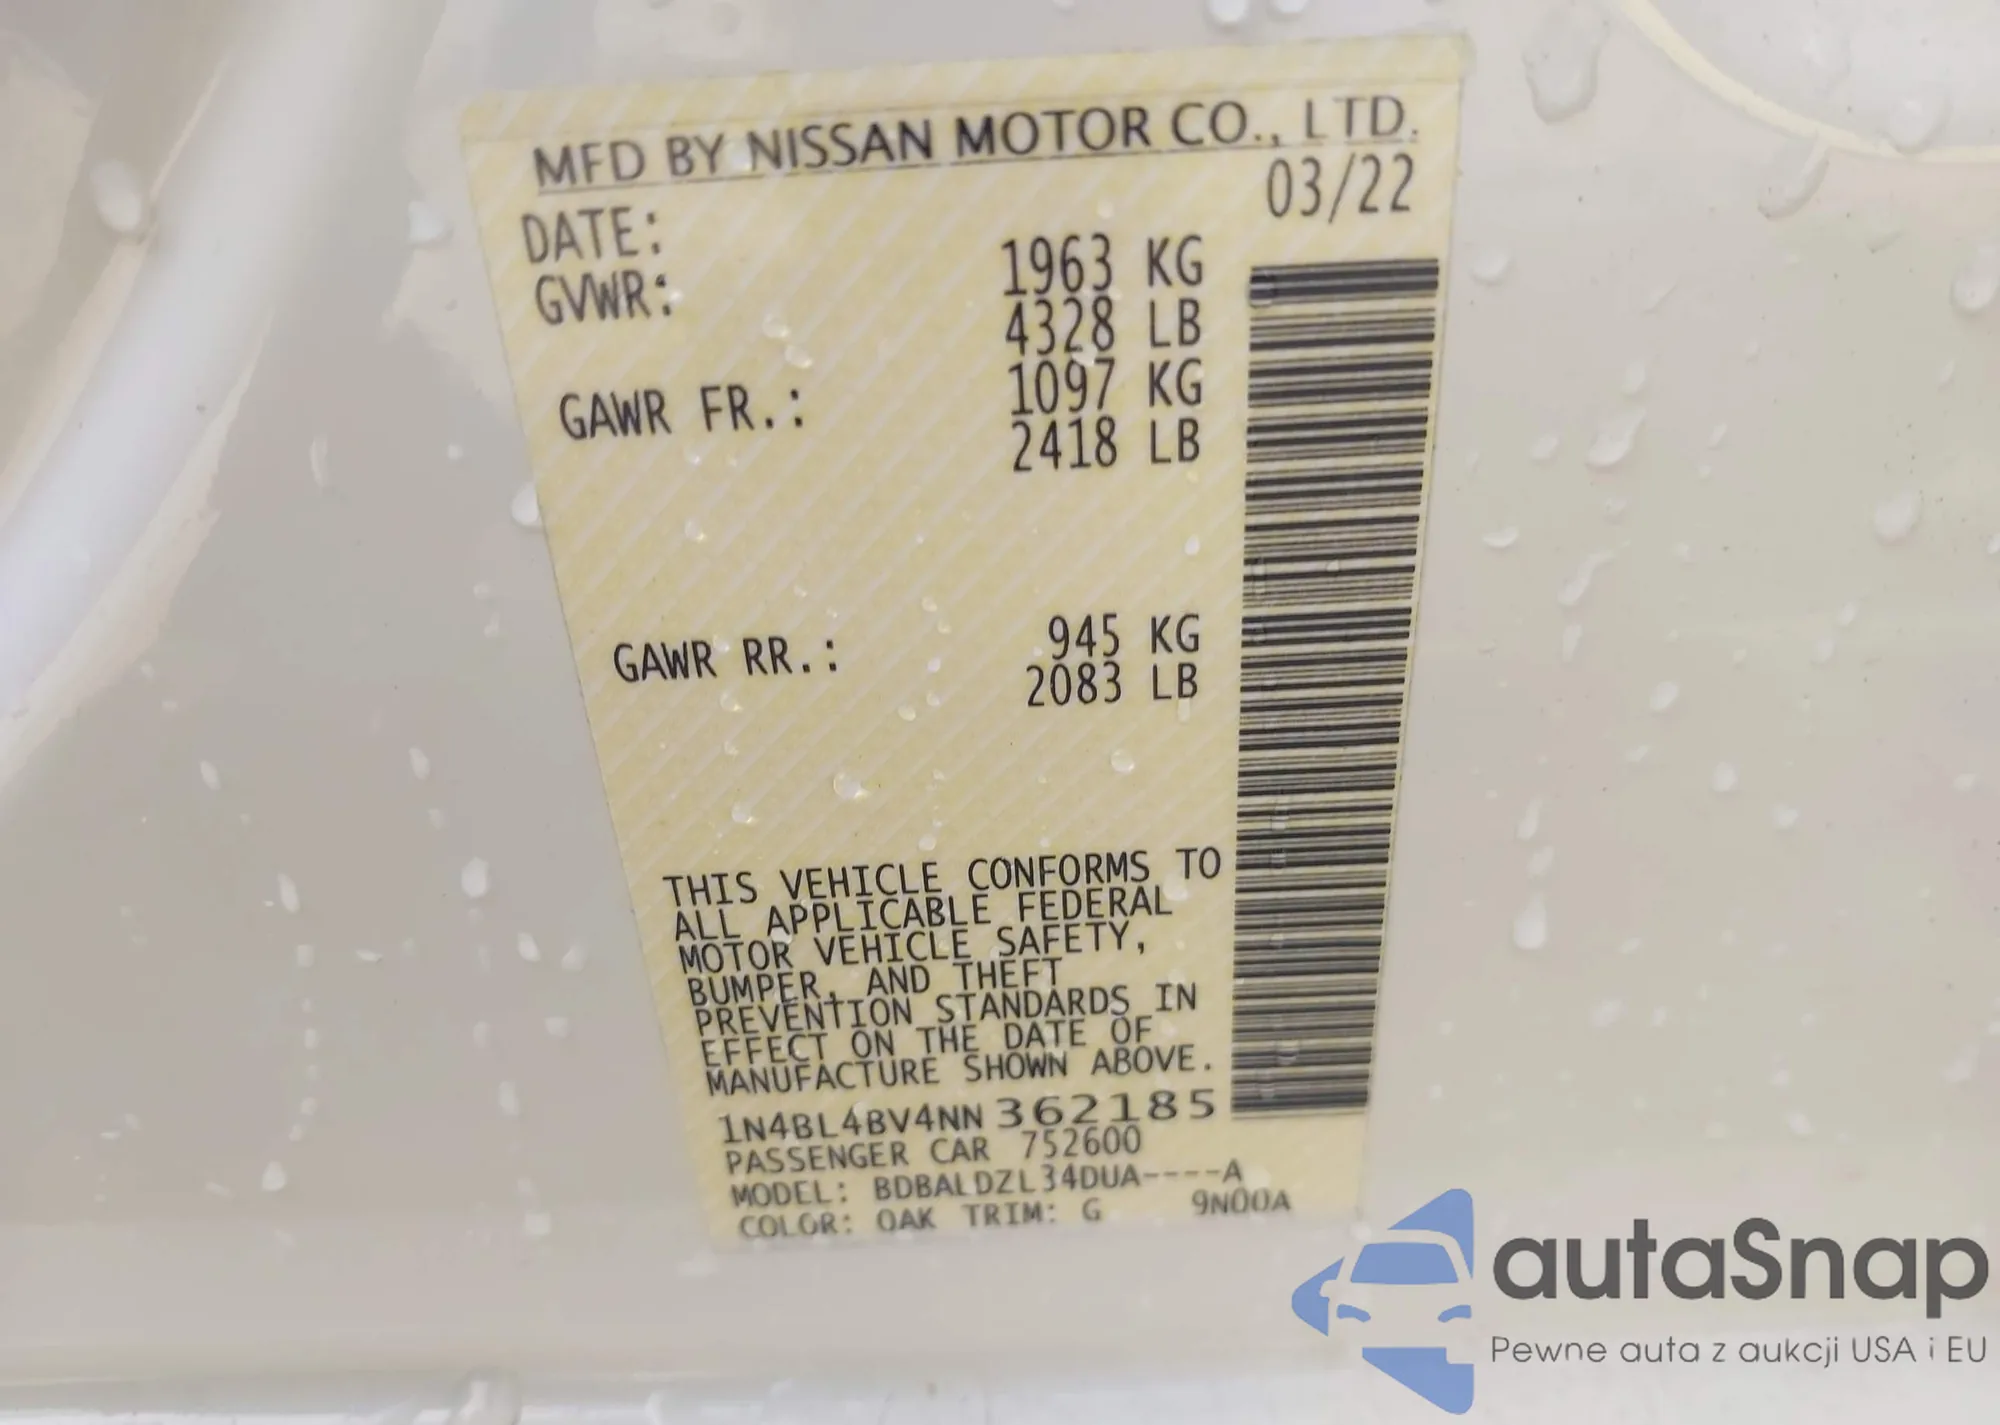 MFD BY NISSAN MOTOR CO., LTD.
DATE: 03/22
GVWR: 1963 KG
4328 LB
GAWR FR.: 1097 KG
2418 LB
GAWR RR.: 945 KG
2083 LB
THIS VEHICLE CONFORMS TO
ALL APPLICABLE FEDERAL
MOTOR VEHICLE SAFETY,
BUMPER, AND THEFT
PREVENTION STANDARDS IN
EFFECT ON THE DATE OF
MANUFACTURE SHOWN ABOVE.
1N4BL4BV4NN362185
PASSENGER CAR 752600
MODEL: BDBALDZL34DUA----A
COLOR: QAK TRIM: G 9N00A
autaSnap
Pewne auta z aukcji USA i EU